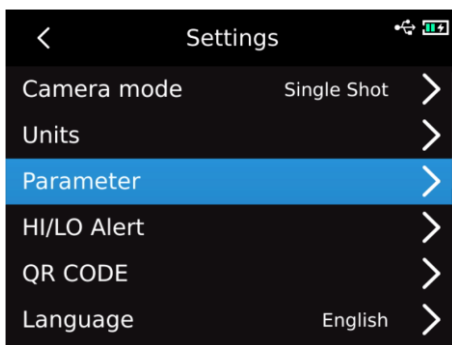 Settings
Camera mode Single Shot
Units
Parameter
HI/LO Alert
QR CODE
Language English